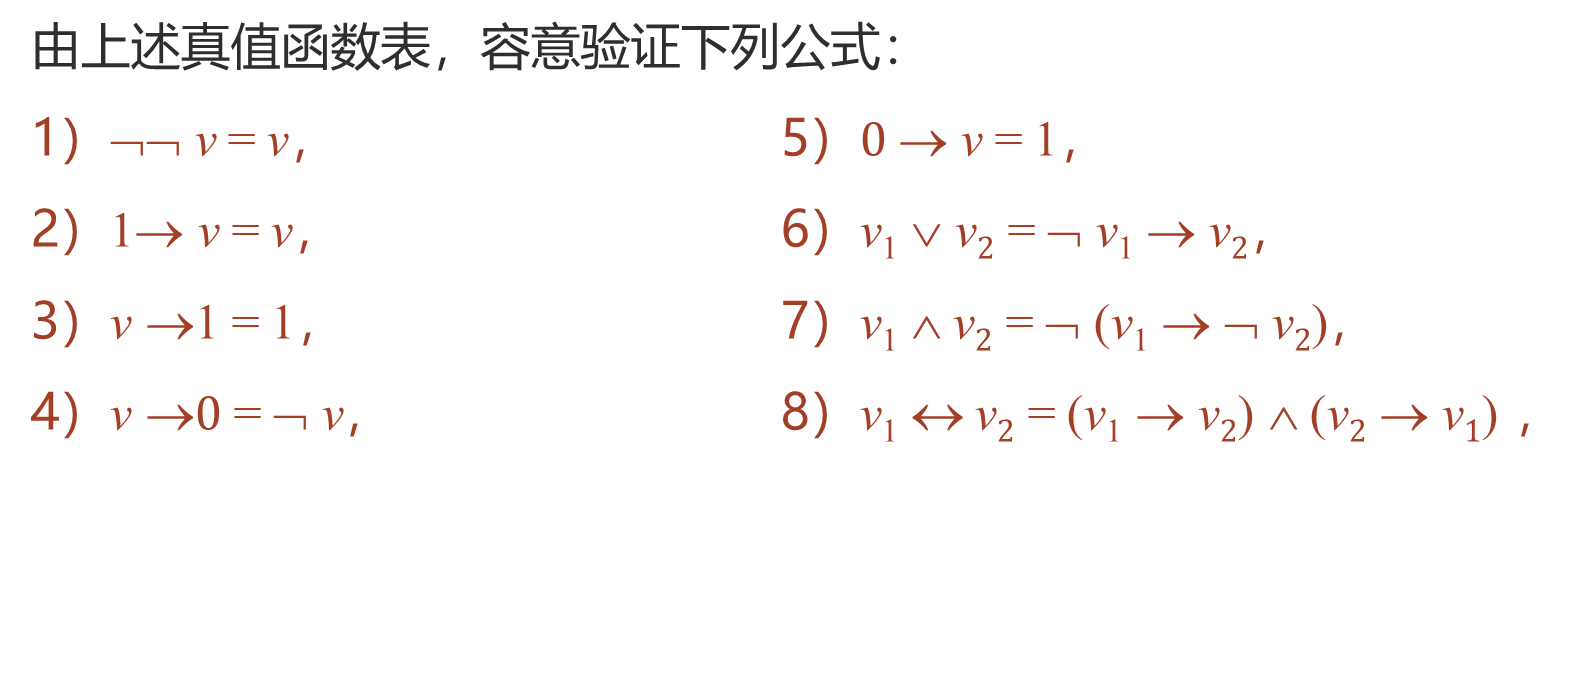 由上述真值函数表，容意验证下列公式：
1）¬¬ v = v，
2）1→ v = v，
3）v →1 = 1，
4）v →0 = ¬ v，
5）0 → v = 1，
6）v₁ ∨ v₂ = ¬ v₁ → v₂，
7）v₁ ∧ v₂ = ¬ (v₁ → ¬ v₂)，
8）v₁ ↔ v₂ = (v₁ → v₂) ∧ (v₂ → v₁) ，